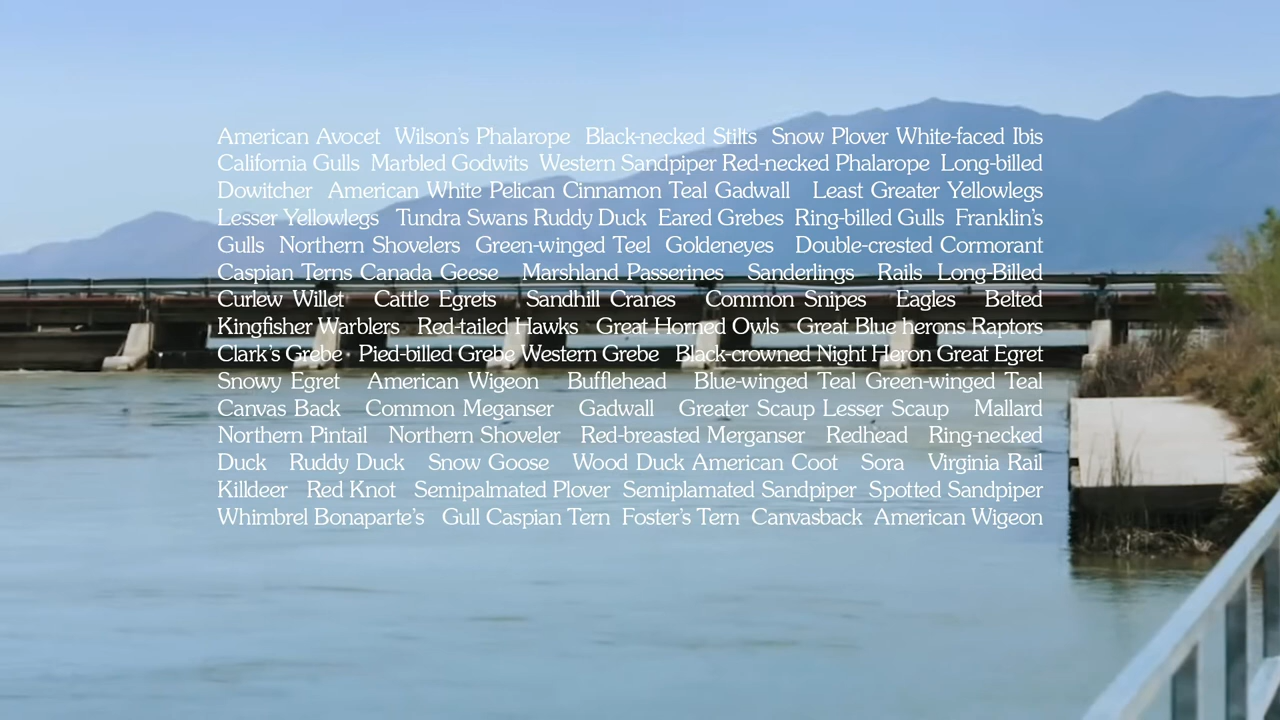 American Avocet Wilson's Phalarope Black-necked Stilts Snow Plover White-faced Ibis
California Gulls Marbled Godwits Western Sandpiper Red-necked Phalarope Long-billed
Dowitcher American White Pelican Cinnamon Teal Gadwall Least Greater Yellowlegs
Lesser Yellowlegs Tundra Swans Ruddy Duck Eared Grebes Ring-billed Gulls Franklin's
Gulls Northern Shovelers Green-winged Teel Goldeneyes Double-crested Cormorant
Caspian Terns Canada Geese Marshland Passerines Sanderlings Rails Long-Billed
Curlew Willet Cattle Egrets Sandhill Cranes Common Snipes Eagles Belted
Kingfisher Warblers Red-tailed Hawks Great Horned Owls Great Blue herons Raptors
Clark's Grebe Pied-billed Grebe Western Grebe Black-crowned Night Heron Great Egret
Snowy Egret American Wigeon Bufflehead Blue-winged Teal Green-winged Teal
Canvas Back Common Meganser Gadwall Greater Scaup Lesser Scaup Mallard
Northern Pintail Northern Shoveler Red-breasted Merganser Redhead Ring-necked
Duck Ruddy Duck Snow Goose Wood Duck American Coot Sora Virginia Rail
Killdeer Red Knot Semipalmated Plover Semiplamated Sandpiper Spotted Sandpiper
Whimbrel Bonaparte's Gull Caspian Tern Foster's Tern Canvasback American Wigeon